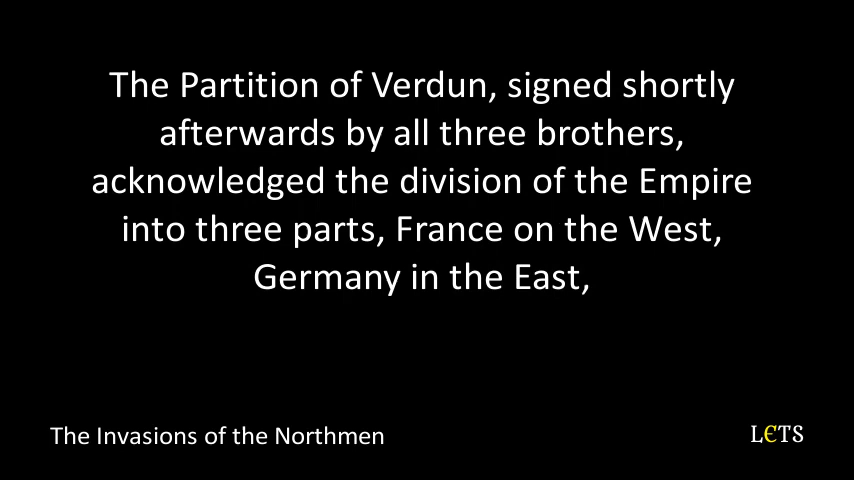 The Partition of Verdun, signed shortly
afterwards by all three brothers,
acknowledged the division of the Empire
into three parts, France on the West,
Germany in the East,
The Invasions of the Northmen
LЄTS